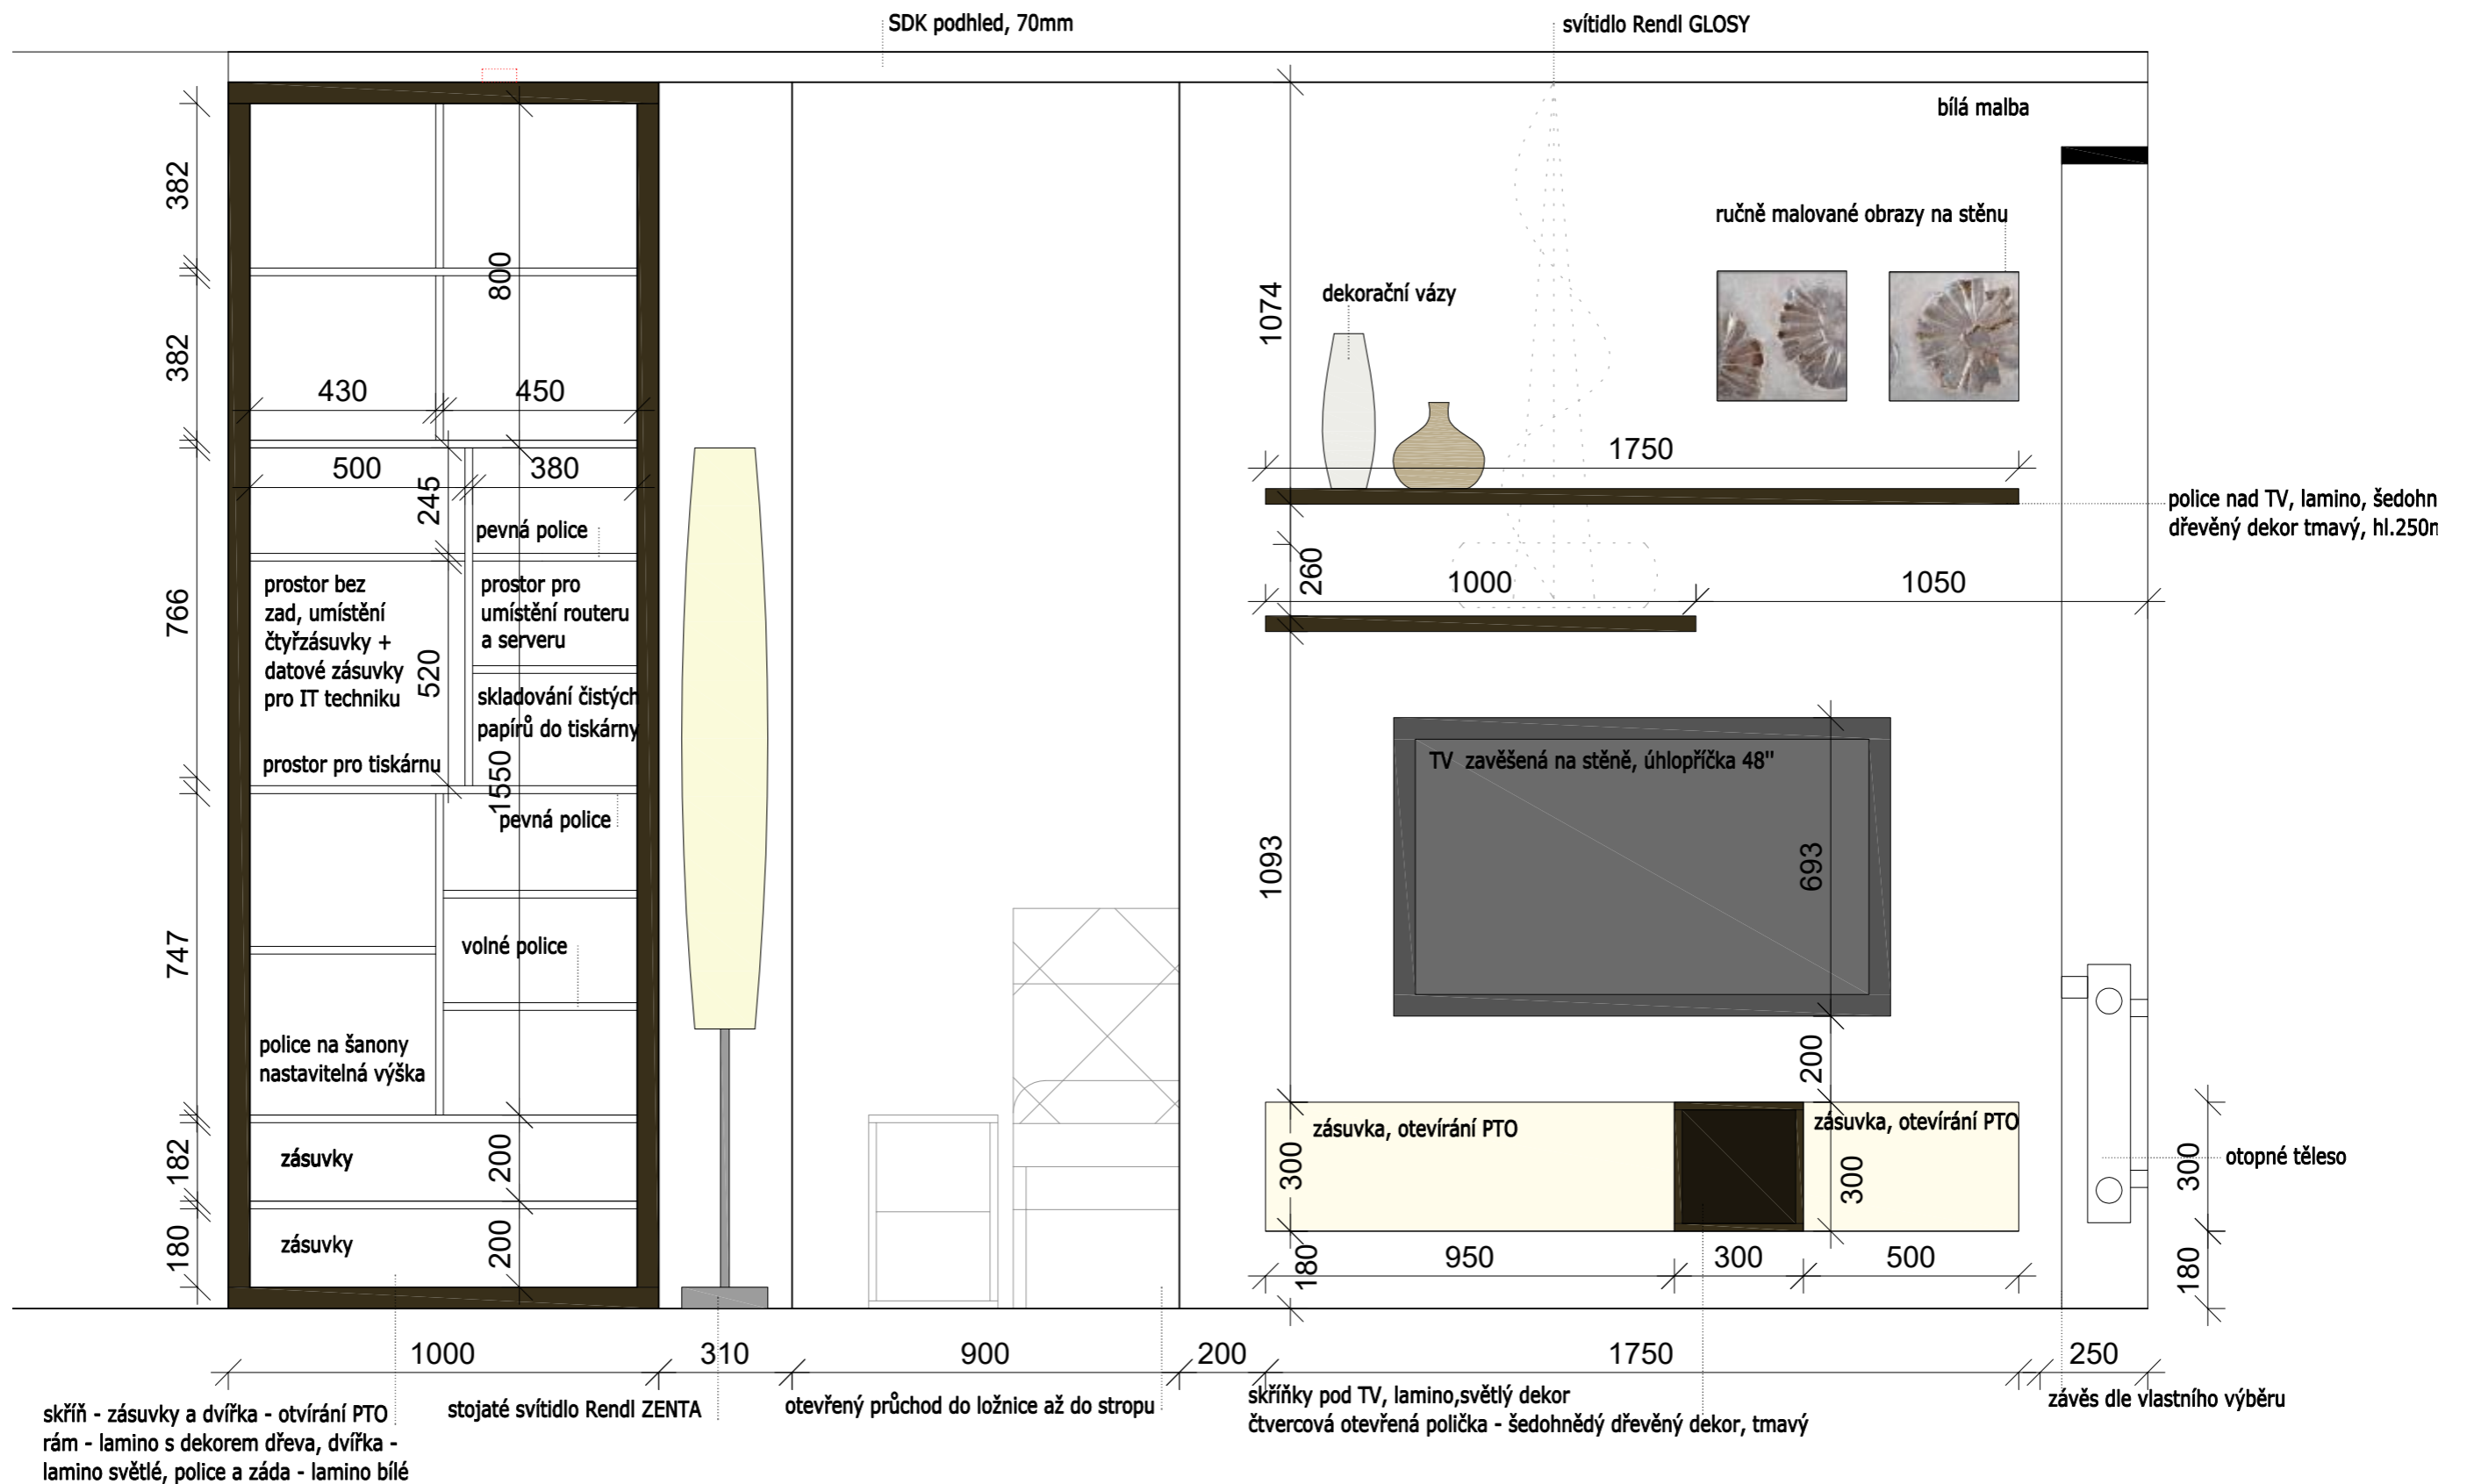 SDK podhled, 70mm
svítidlo Rendl GLOSY
bílá malba
ručně malované obrazy na stěnu
dekorační vázy
382
382
800
430
450
500
380
245
1074
1750
police nad TV, lamino, šedohn
dřevěný dekor tmavý, hl.250
260
1000
1050
pevná police
prostor bez
zad, umístění
čtyřzásuvky +
datové zásuvky
pro IT techniku
prostor pro
umístění routeru
a serveru
766
520
skladování čistých
papírů do tiskárny
prostor pro tiskárnu
1550
pevná police
TV zavěšená na stěně, úhlopříčka 48"
693
1093
747
volné police
police na šanony
nastavitelná výška
200
zásuvka, otevírání PTO
zásuvka, otevírání PTO
300
300
300
otopné těleso
182
zásuvky
200
180
zásuvky
200
180
950
300
500
180
1000
310
900
200
1750
250
skříň - zásuvky a dvířka - otvírání PTO
rám - lamino s dekorem dřeva, dvířka -
lamino světlé, police a záda - lamino bílé
stojaté svítidlo Rendl ZENTA
otevřený průchod do ložnice až do stropu
skříňky pod TV, lamino,světlý dekor
čtvercová otevřená polička - šedohnědý dřevěný dekor, tmavý
závěs dle vlastního výběru